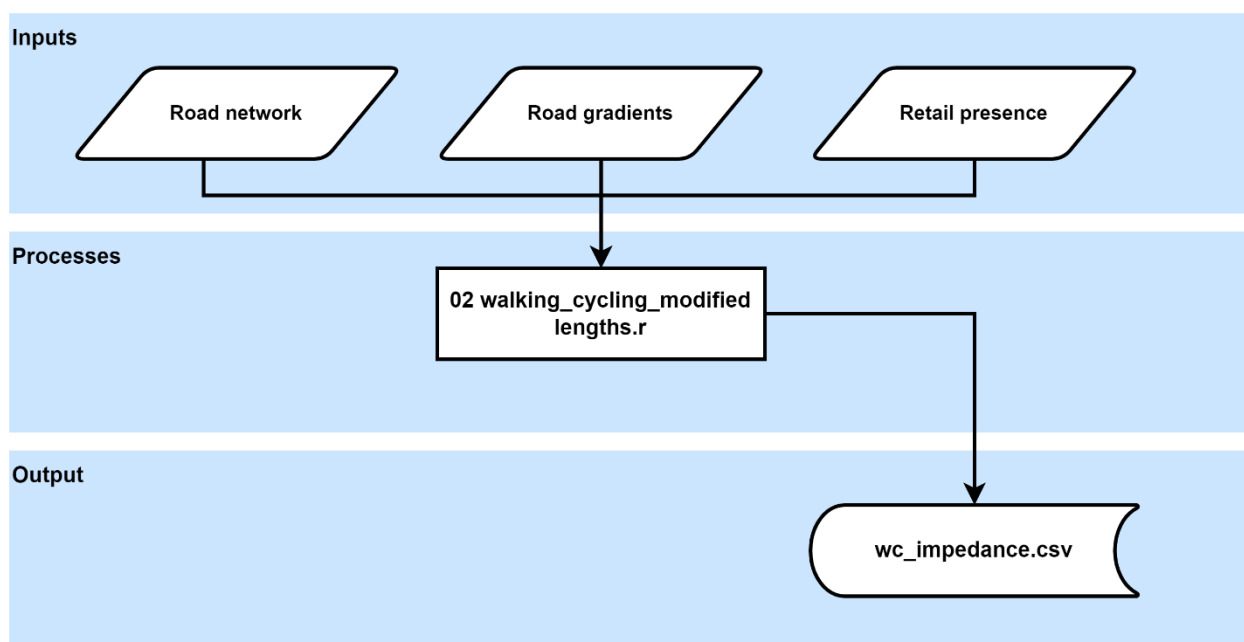 Inputs
Road network
Road gradients
Retail presence
Processes
02 walking_cycling_modified
lengths.r
Output
wc_impedance.csv